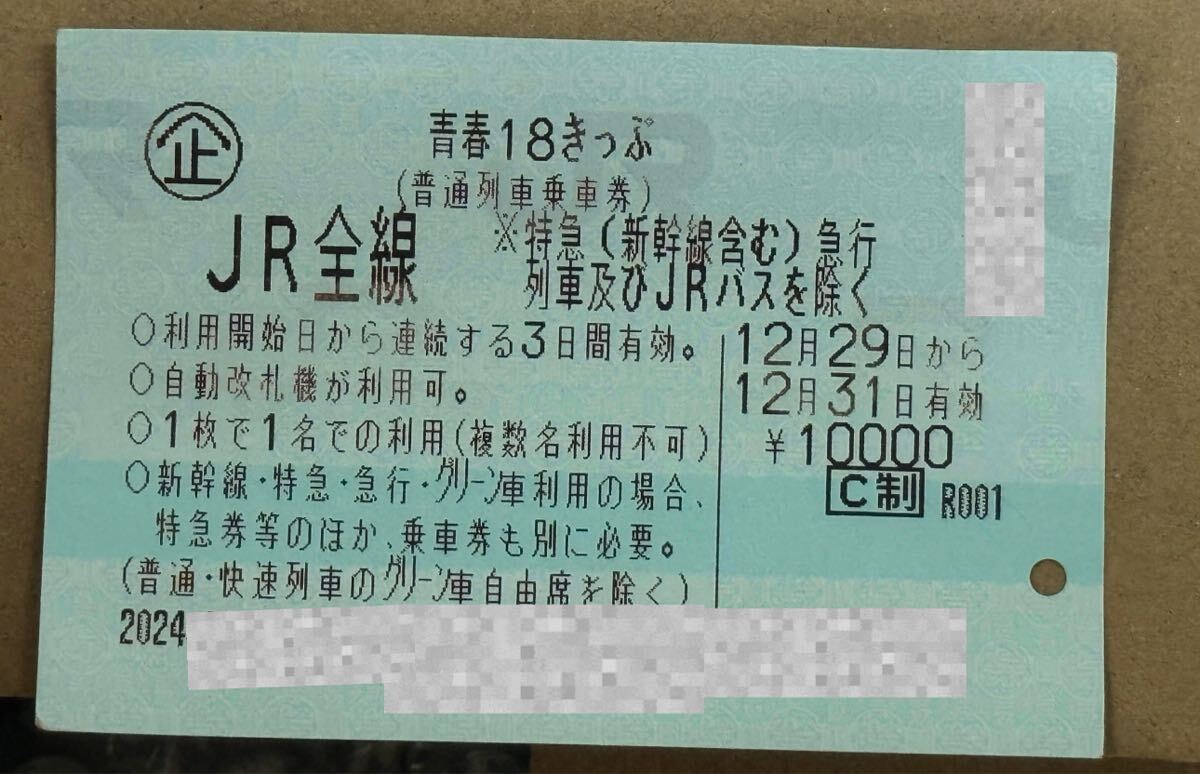 企
青春18きっぷ
(普通列車乗車券)
JR全線
※特急(新幹線含む)急行
列車及びJRバスを除く
○利用開始日から連続する3日間有効。
○自動改札機が利用可。
○1枚で1名での利用(複数名利用不可)
○新幹線・特急・急行・グリーン車利用の場合、
特急券等のほか、乗車券も別に必要。
(普通・快速列車のグリーン車自由席を除く)
12月29日から
12月31日有効
¥10000
C制 R001
2024